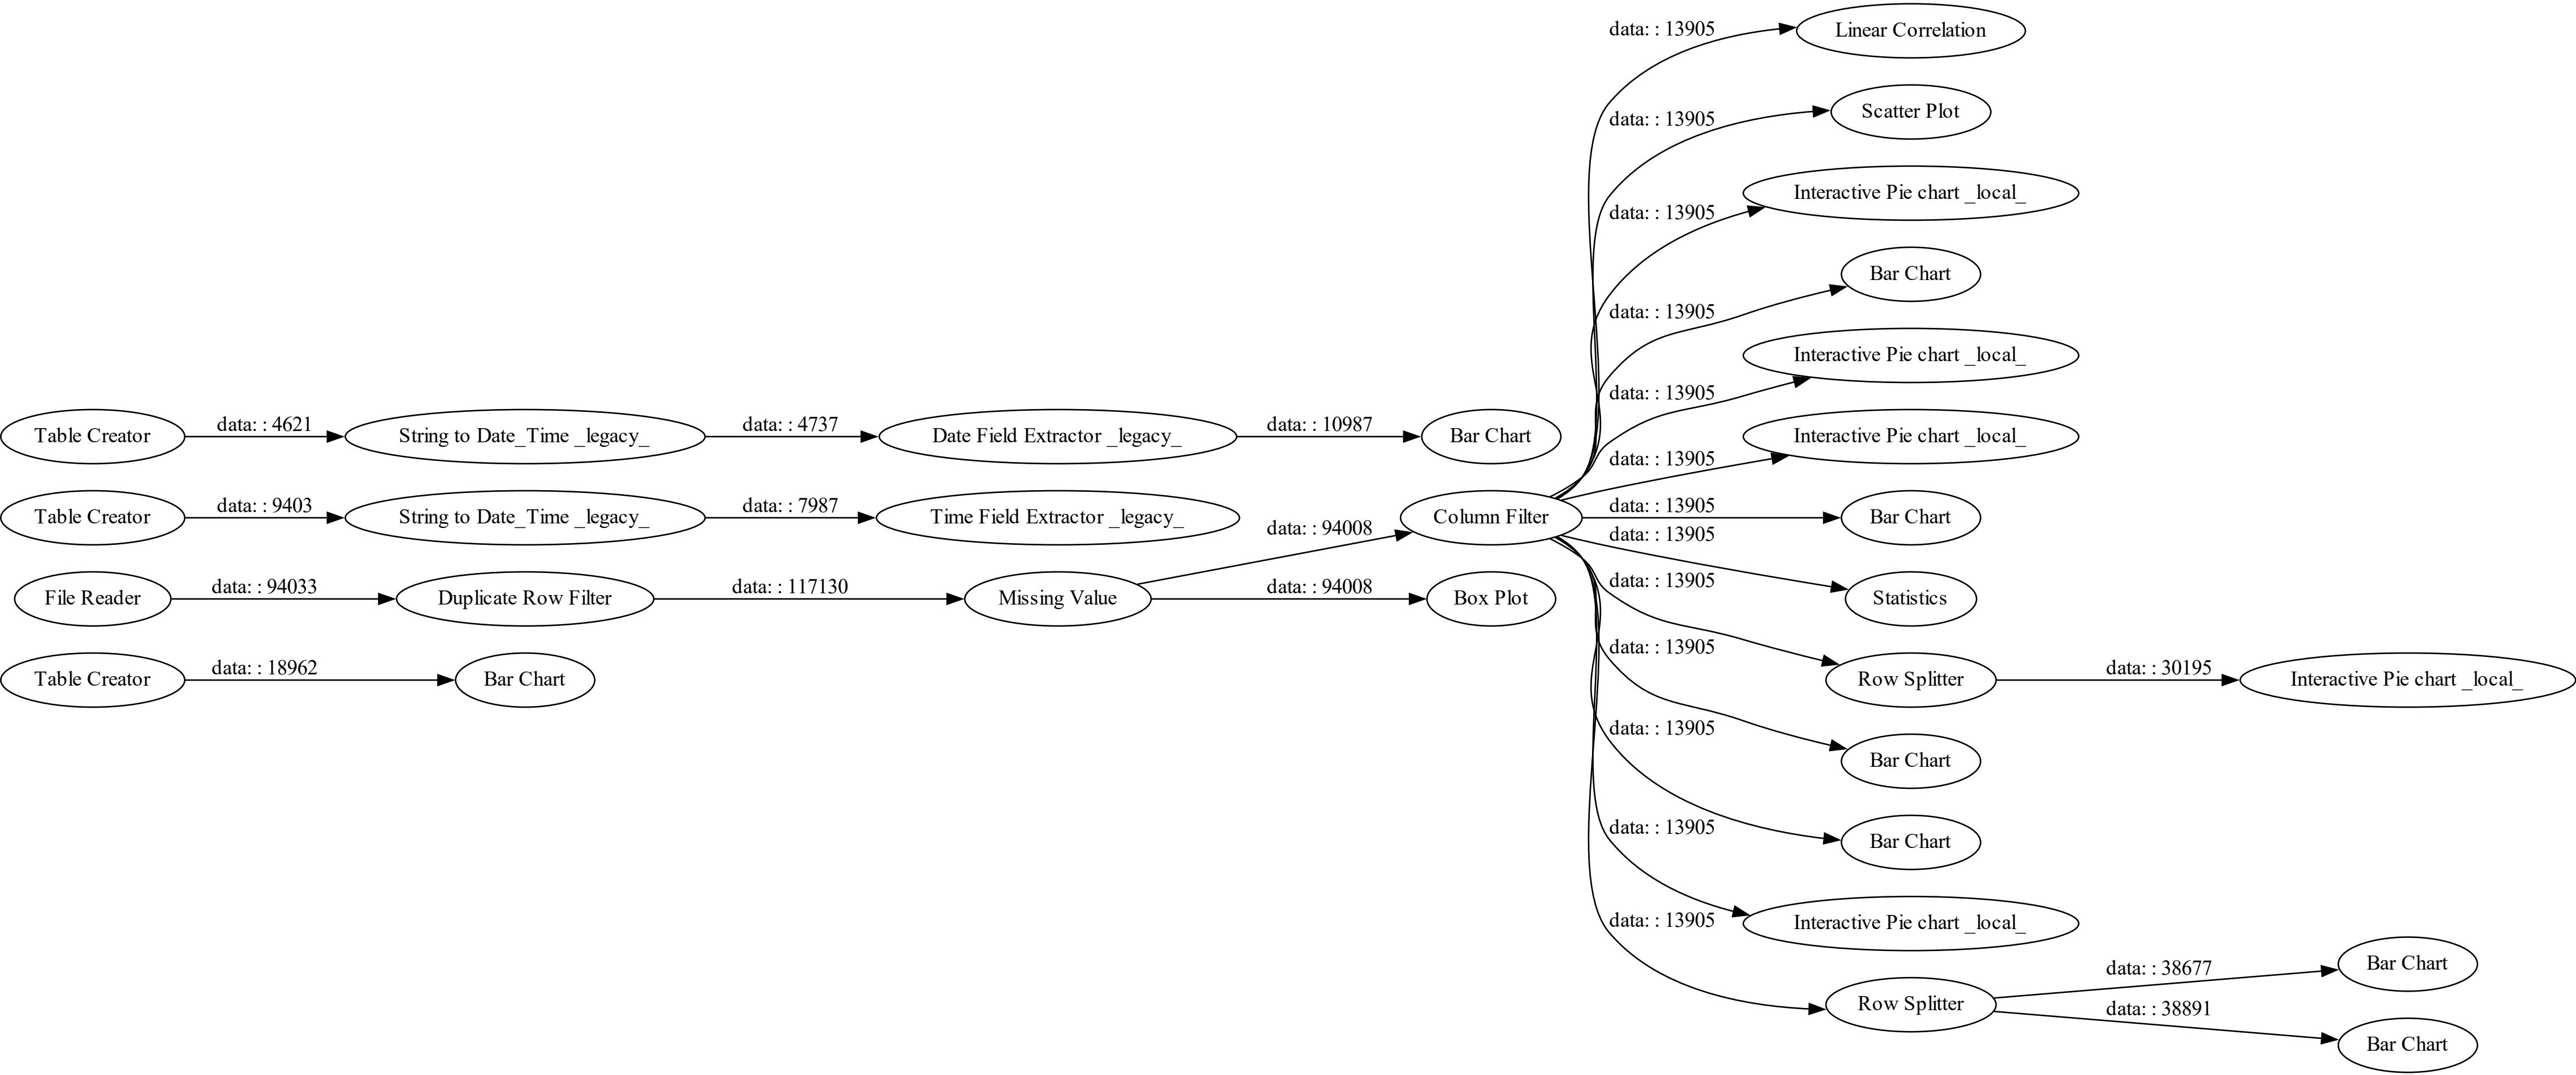 data: : 13905
Linear Correlation
data: : 13905
Scatter Plot
data: : 13905
Interactive Pie chart _local_
data: : 13905
Bar Chart
data: : 13905
Interactive Pie chart _local_
Table Creator
data: : 4621
String to Date_Time _legacy_
data: : 4737
Date Field Extractor _legacy_
data: : 10987
Bar Chart
data: : 13905
Interactive Pie chart _local_
Table Creator
data: : 9403
String to Date_Time _legacy_
data: : 7987
Time Field Extractor _legacy_
data: : 94008
Column Filter
data: : 13905
Bar Chart
data: : 13905
Statistics
File Reader
data: : 94033
Duplicate Row Filter
data: : 117130
Missing Value
data: : 94008
Box Plot
data: : 13905
Row Splitter
data: : 30195
Interactive Pie chart _local_
Table Creator
data: : 18962
Bar Chart
data: : 13905
Bar Chart
data: : 13905
Bar Chart
data: : 13905
Interactive Pie chart _local_
data: : 13905
Row Splitter
data: : 38677
Bar Chart
data: : 38891
Bar Chart